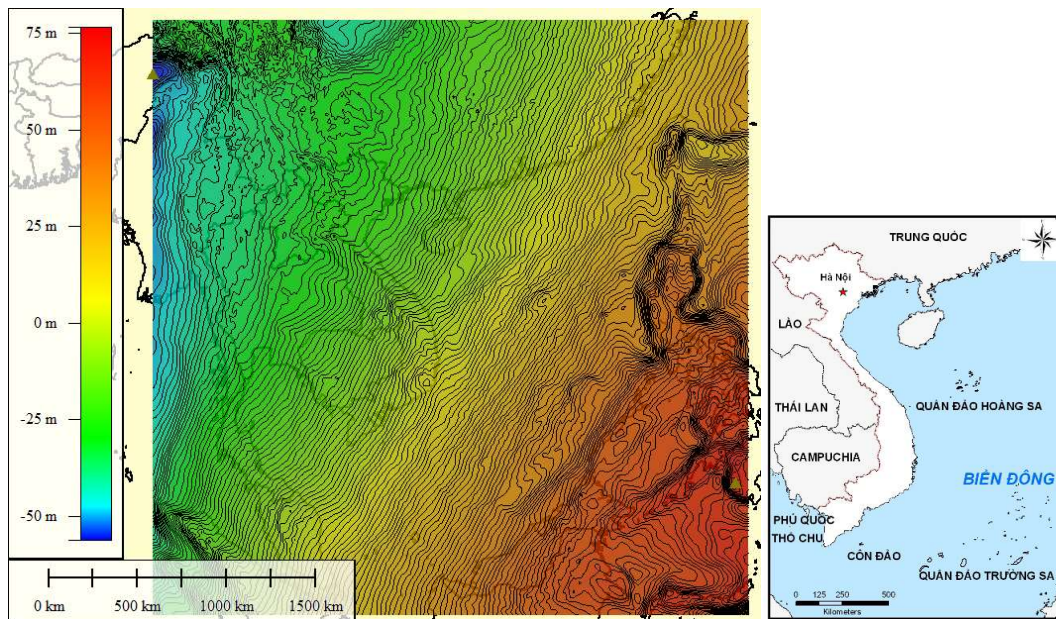 75 m
50 m
25 m
0 m
-25 m
-50 m
0 km
500 km
1000 km
1500 km
TRUNG QUỐC
Hà Nội
LÀO
THÁI LAN
QUẦN ĐẢO HOÀNG SA
CAMPUCHIA
BIỂN ĐÔNG
PHÚ QUỐC
THỔ CHU
CÔN ĐẢO
QUẦN ĐẢO TRƯỜNG SA
0 125 250 500
Kilometers